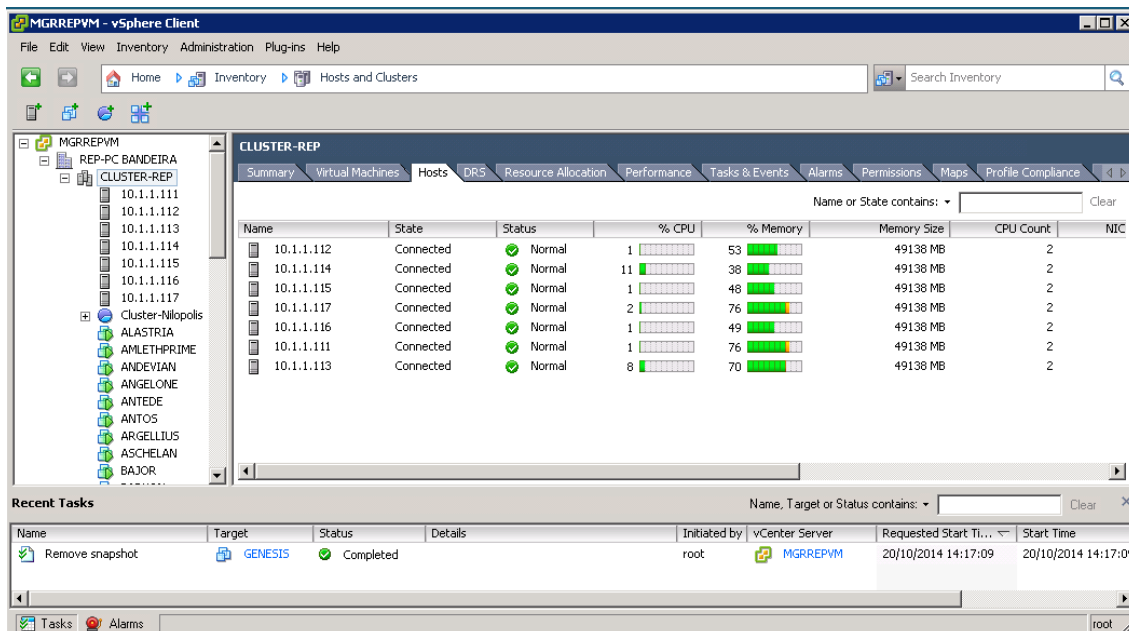 MGRREPVM - vSphere Client
File Edit View Inventory Administration Plug-ins Help
Home Inventory Hosts and Clusters Search Inventory
MGRREPVM
REP-PC BANDEIRA
CLUSTER-REP
10.1.1.111
10.1.1.112
10.1.1.113
10.1.1.114
10.1.1.115
10.1.1.116
10.1.1.117
Cluster-Nilopolis
ALASTRIA
AMLETHPRIME
ANDEVIAN
ANGELONE
ANTEDE
ANTOS
ARGELLIUS
ASCHELAN
BAJOR
CLUSTER-REP
Summary Virtual Machines Hosts DRS Resource Allocation Performance Tasks & Events Alarms Permissions Maps Profile Compliance
Name or State contains: Clear
Name State Status % CPU % Memory Memory Size CPU Count NIC
10.1.1.112 Connected Normal 1 53 49138 MB 2
10.1.1.114 Connected Normal 11 38 49138 MB 2
10.1.1.115 Connected Normal 1 48 49138 MB 2
10.1.1.117 Connected Normal 2 76 49138 MB 2
10.1.1.116 Connected Normal 1 49 49138 MB 2
10.1.1.111 Connected Normal 1 76 49138 MB 2
10.1.1.113 Connected Normal 8 70 49138 MB 2
Recent Tasks Name, Target or Status contains: Clear
Name Target Status Details Initiated by vCenter Server Requested Start Ti... Start Time
Remove snapshot GENESIS Completed root MGRREPVM 20/10/2014 14:17:09 20/10/2014 14:17:0
Tasks Alarms root